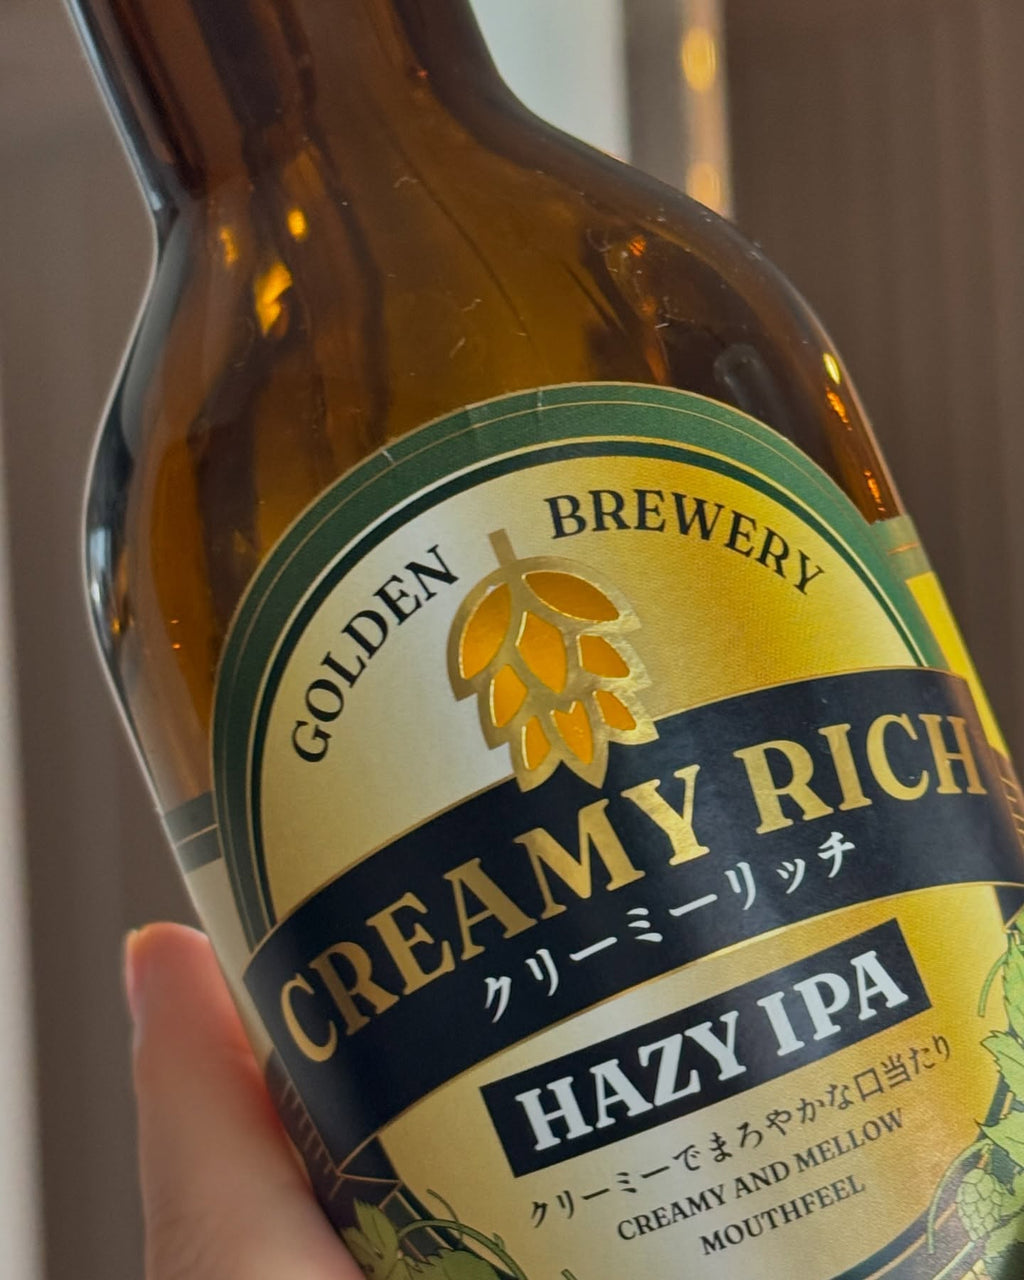 GOLDEN BREWERY
CREAMY RICH
クリーミーリッチ
HAZY IPA
クリーミーでまろやかな口当たり
CREAMY AND MELLOW
MOUTHFEEL